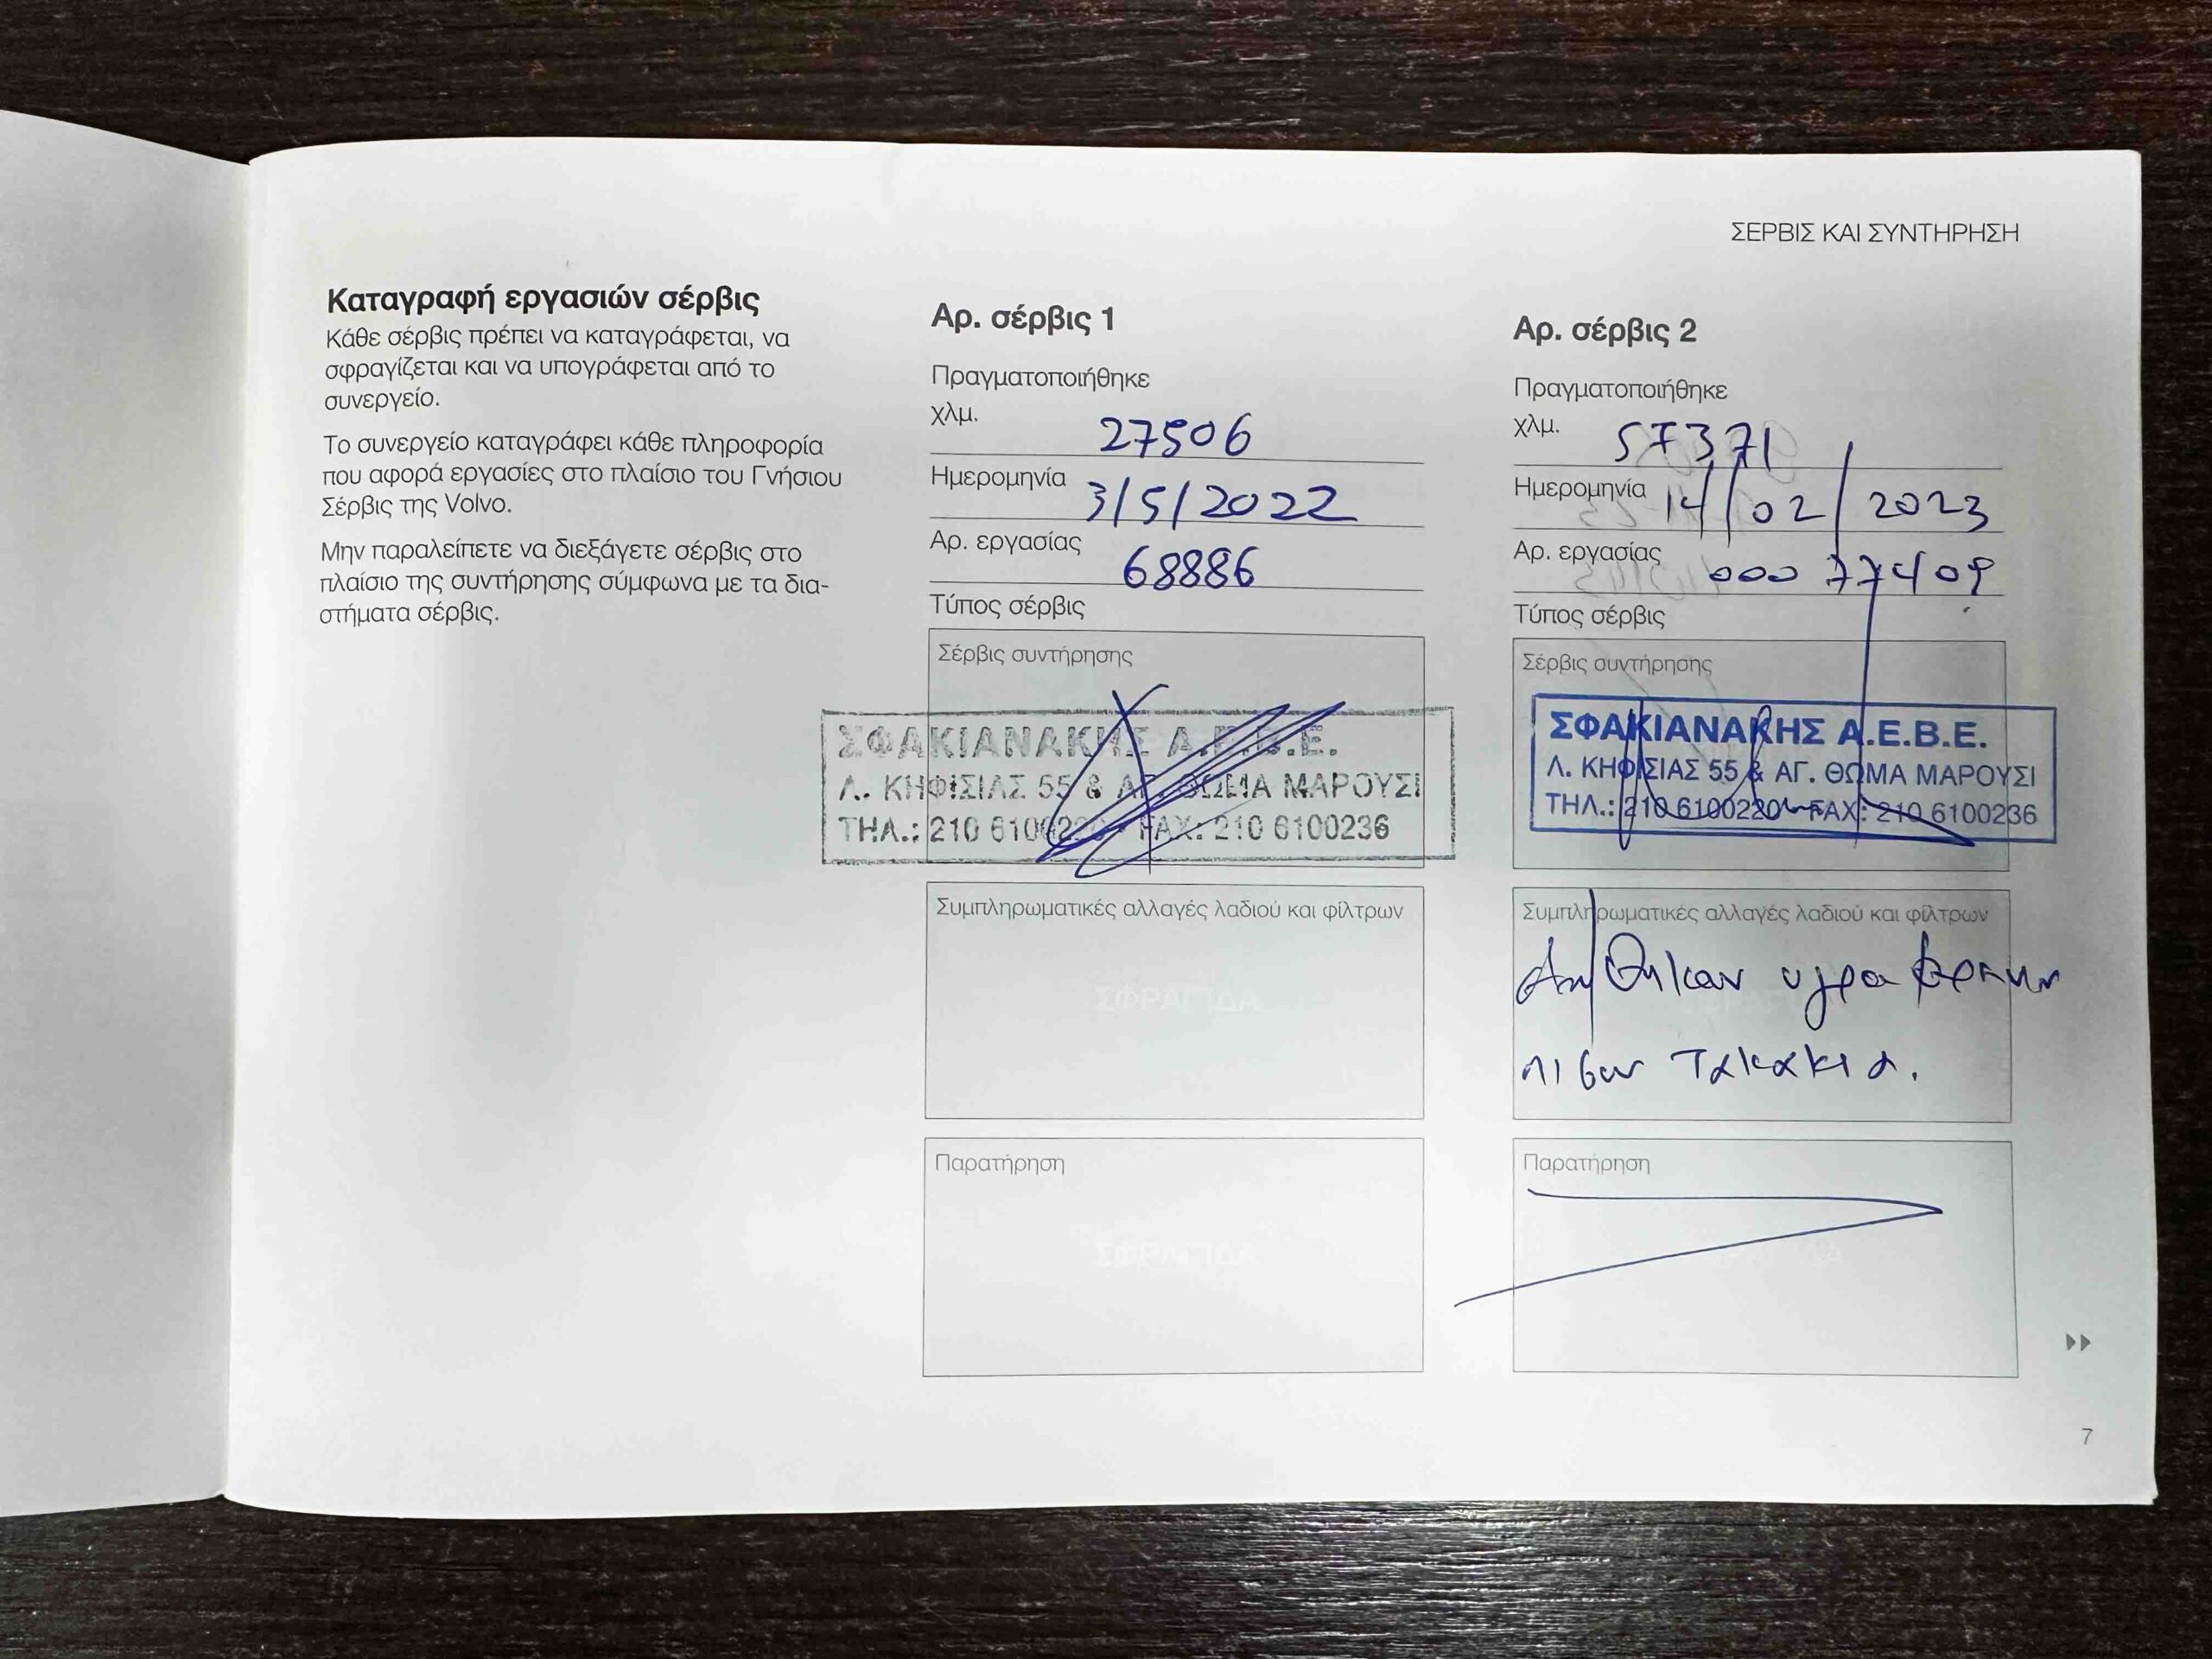 ΣΕΡΒΙΣ ΚΑΙ ΣΥΝΤΗΡΗΣΗ
Καταγραφή εργασιών σέρβις
Κάθε σέρβις πρέπει να καταγράφεται, να
σφραγίζεται και να υπογράφεται από το
συνεργείο.
Το συνεργείο καταγράφει κάθε πληροφορία
που αφορά εργασίες στο πλαίσιο του Γνήσιου
Σέρβις της Volvo.
Μην παραλείπετε να διεξάγετε σέρβις στο
πλαίσιο της συντήρησης σύμφωνα με τα δια-
στήματα σέρβις.
Αρ. σέρβις 1
Πραγματοποιήθηκε
χλμ. 27506
Ημερομηνία 3/5/2022
Αρ. εργασίας 68886
Τύπος σέρβις
Σέρβις συντήρησης
ΣΦΑΚΙΑΝΑΚΗΣ Α.Ε.Β.Ε.
Λ. ΚΗΦΙΣΙΑΣ 55 & ΑΓ. ΘΩΜΑ ΜΑΡΟΥΣΙ
ΤΗΛ.: 210 6100220 - FAX: 210 6100236
Συμπληρωματικές αλλαγές λαδιού και φίλτρων
Παρατήρηση
Αρ. σέρβις 2
Πραγματοποιήθηκε
χλμ. 57371
Ημερομηνία 14/02/2023
Αρ. εργασίας 00077409
Τύπος σέρβις
Σέρβις συντήρησης
ΣΦΑΚΙΑΝΑΚΗΣ Α.Ε.Β.Ε.
Λ. ΚΗΦΙΣΙΑΣ 55 & ΑΓ. ΘΩΜΑ ΜΑΡΟΥΣΙ
ΤΗΛ.: 210 6100220 - FAX: 210 6100236
Συμπληρωματικές αλλαγές λαδιού και φίλτρων
υγρα φρενων
πισω τακακια.
Παρατήρηση
7